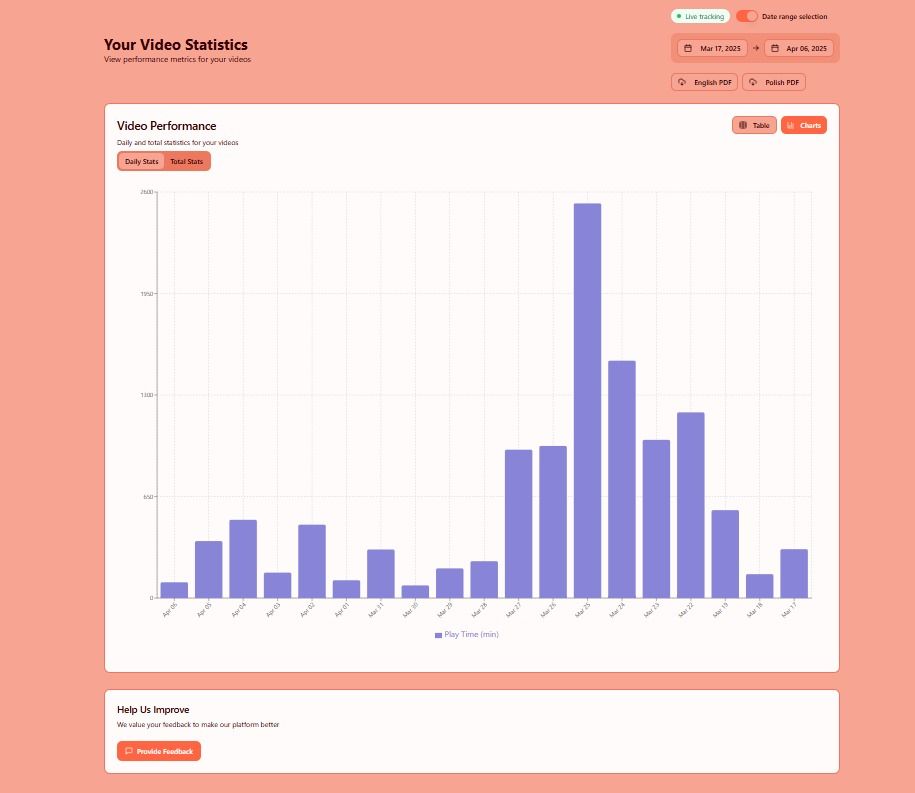 Live tracking
Date range selection
Your Video Statistics
View performance metrics for your videos
Mar 17, 2025 → Apr 06, 2025
English PDF
Polish PDF
Video Performance
Daily and total statistics for your videos
Table
Charts
Daily Stats
Total Stats
2600
1950
1300
650
0
Apr 06
Apr 05
Apr 04
Apr 03
Apr 02
Apr 01
Mar 31
Mar 30
Mar 29
Mar 28
Mar 27
Mar 26
Mar 25
Mar 24
Mar 23
Mar 22
Mar 19
Mar 18
Mar 17
Play Time (min)
Help Us Improve
We value your feedback to make our platform better
Provide Feedback